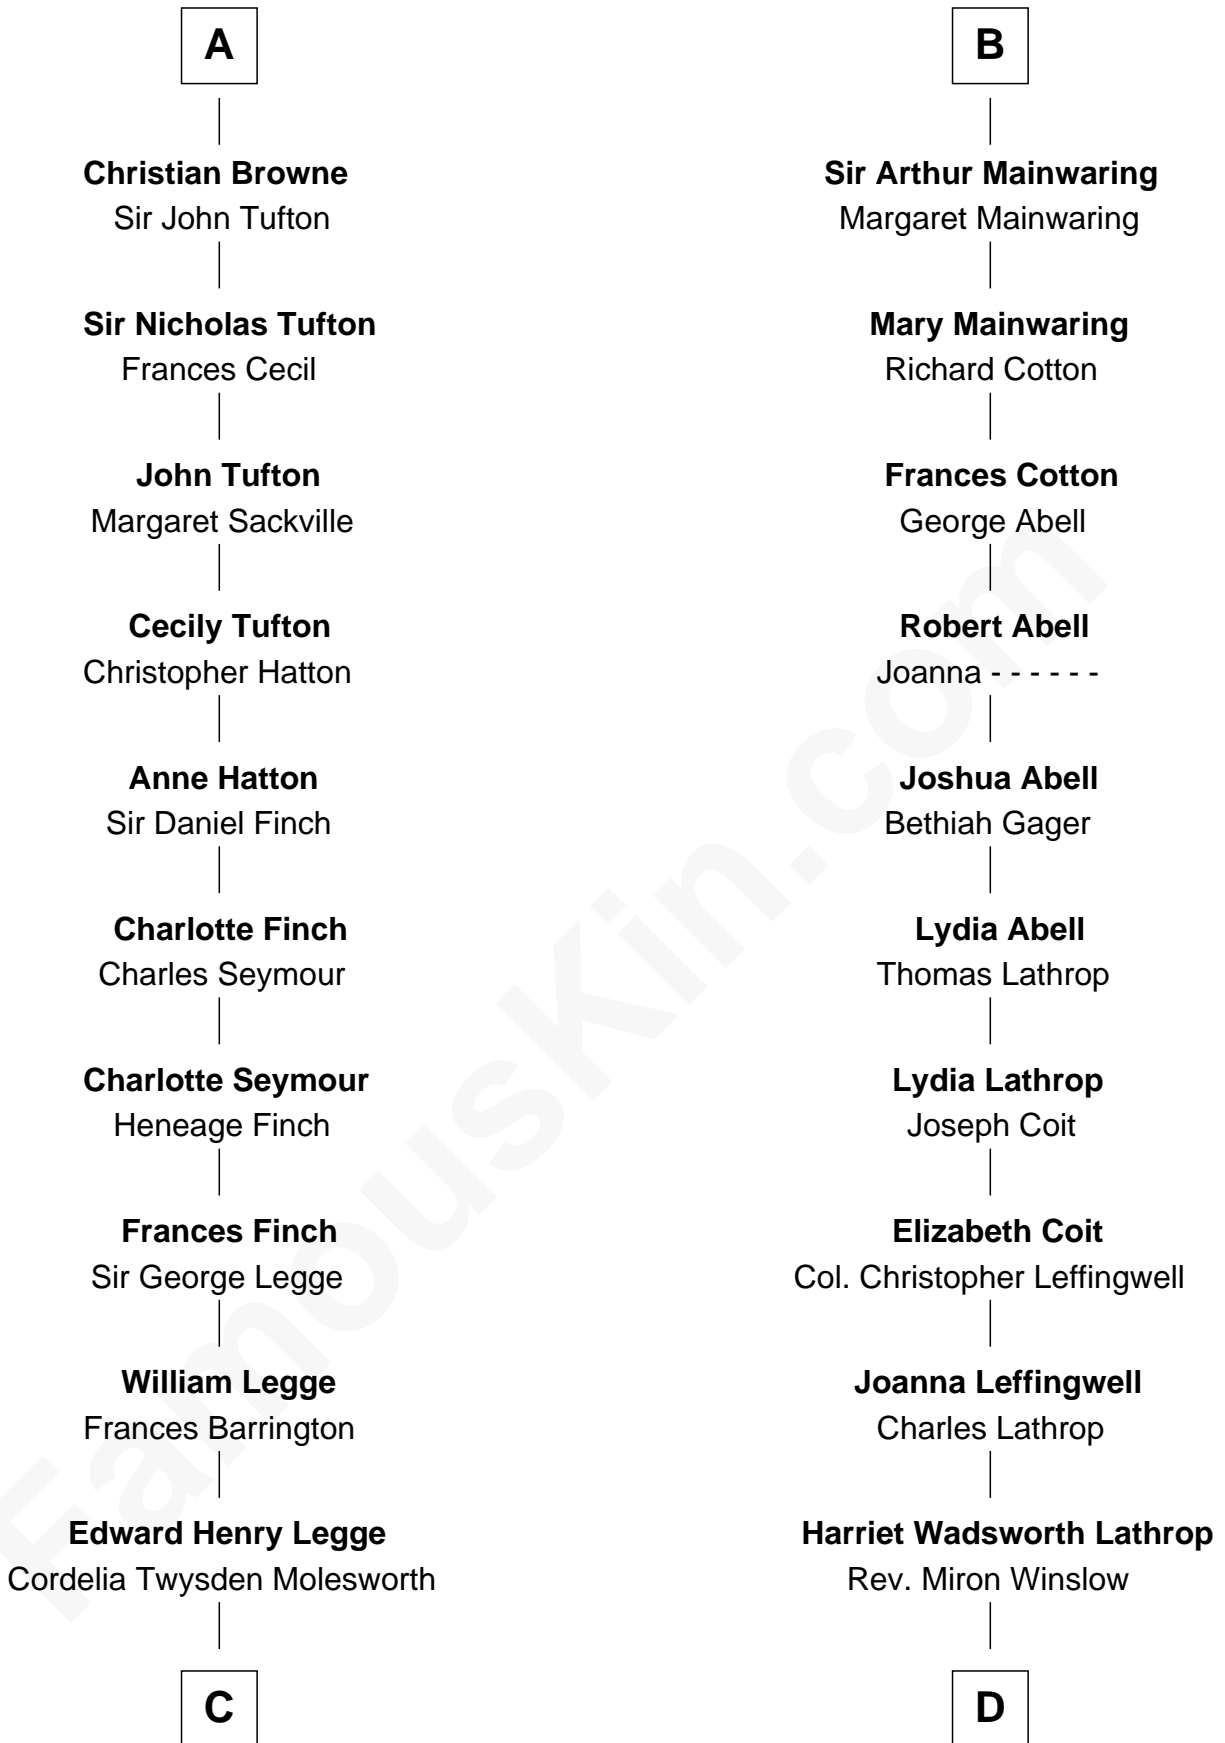 A
Christian Browne
Sir John Tufton
Sir Nicholas Tufton
Frances Cecil
John Tufton
Margaret Sackville
Cecily Tufton
Christopher Hatton
Anne Hatton
Sir Daniel Finch
Charlotte Finch
Charles Seymour
Charlotte Seymour
Heneage Finch
Frances Finch
Sir George Legge
William Legge
Frances Barrington
Edward Henry Legge
Cordelia Twysden Molesworth
C
B
Sir Arthur Mainwaring
Margaret Mainwaring
Mary Mainwaring
Richard Cotton
Frances Cotton
George Abell
Robert Abell
Joanna - - - - - -
Joshua Abell
Bethiah Gager
Lydia Abell
Thomas Lathrop
Lydia Lathrop
Joseph Coit
Elizabeth Coit
Col. Christopher Leffingwell
Joanna Leffingwell
Charles Lathrop
Harriet Wadsworth Lathrop
Rev. Miron Winslow
D
FamousKin.com